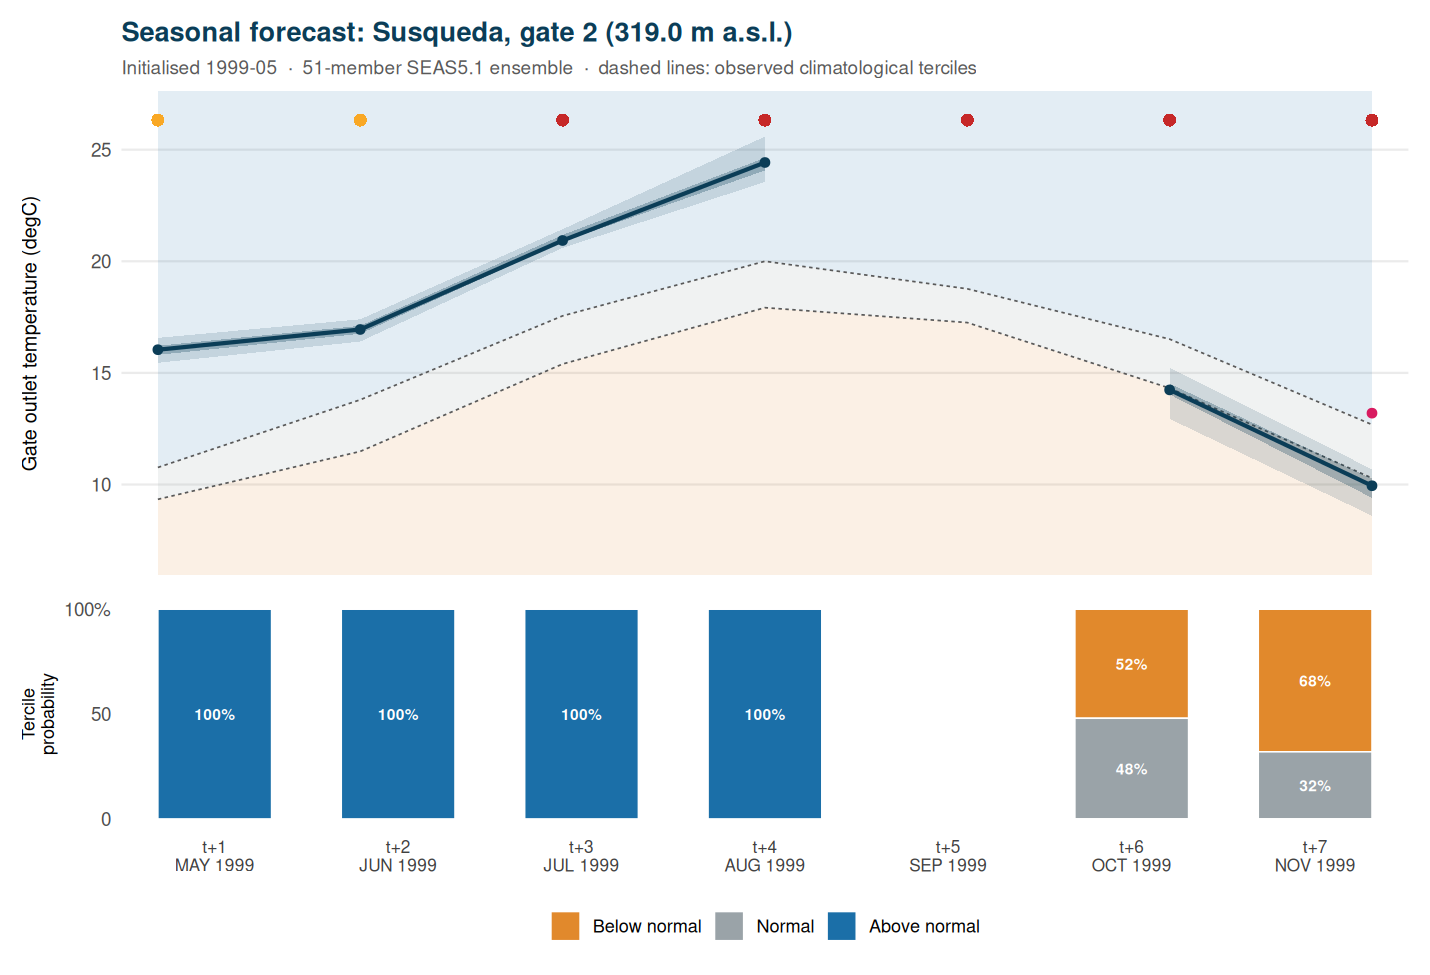 Seasonal forecast: Susqueda, gate 2 (319.0 m a.s.l.)
Initialised 1999-05 · 51-member SEAS5.1 ensemble · dashed lines: observed climatological terciles
Gate outlet temperature (degC)
25
20
15
10
Tercile
probability
100%
50
0
100%
100%
100%
100%
52%
48%
68%
32%
t+1
MAY 1999
t+2
JUN 1999
t+3
JUL 1999
t+4
AUG 1999
t+5
SEP 1999
t+6
OCT 1999
t+7
NOV 1999
Below normal
Normal
Above normal